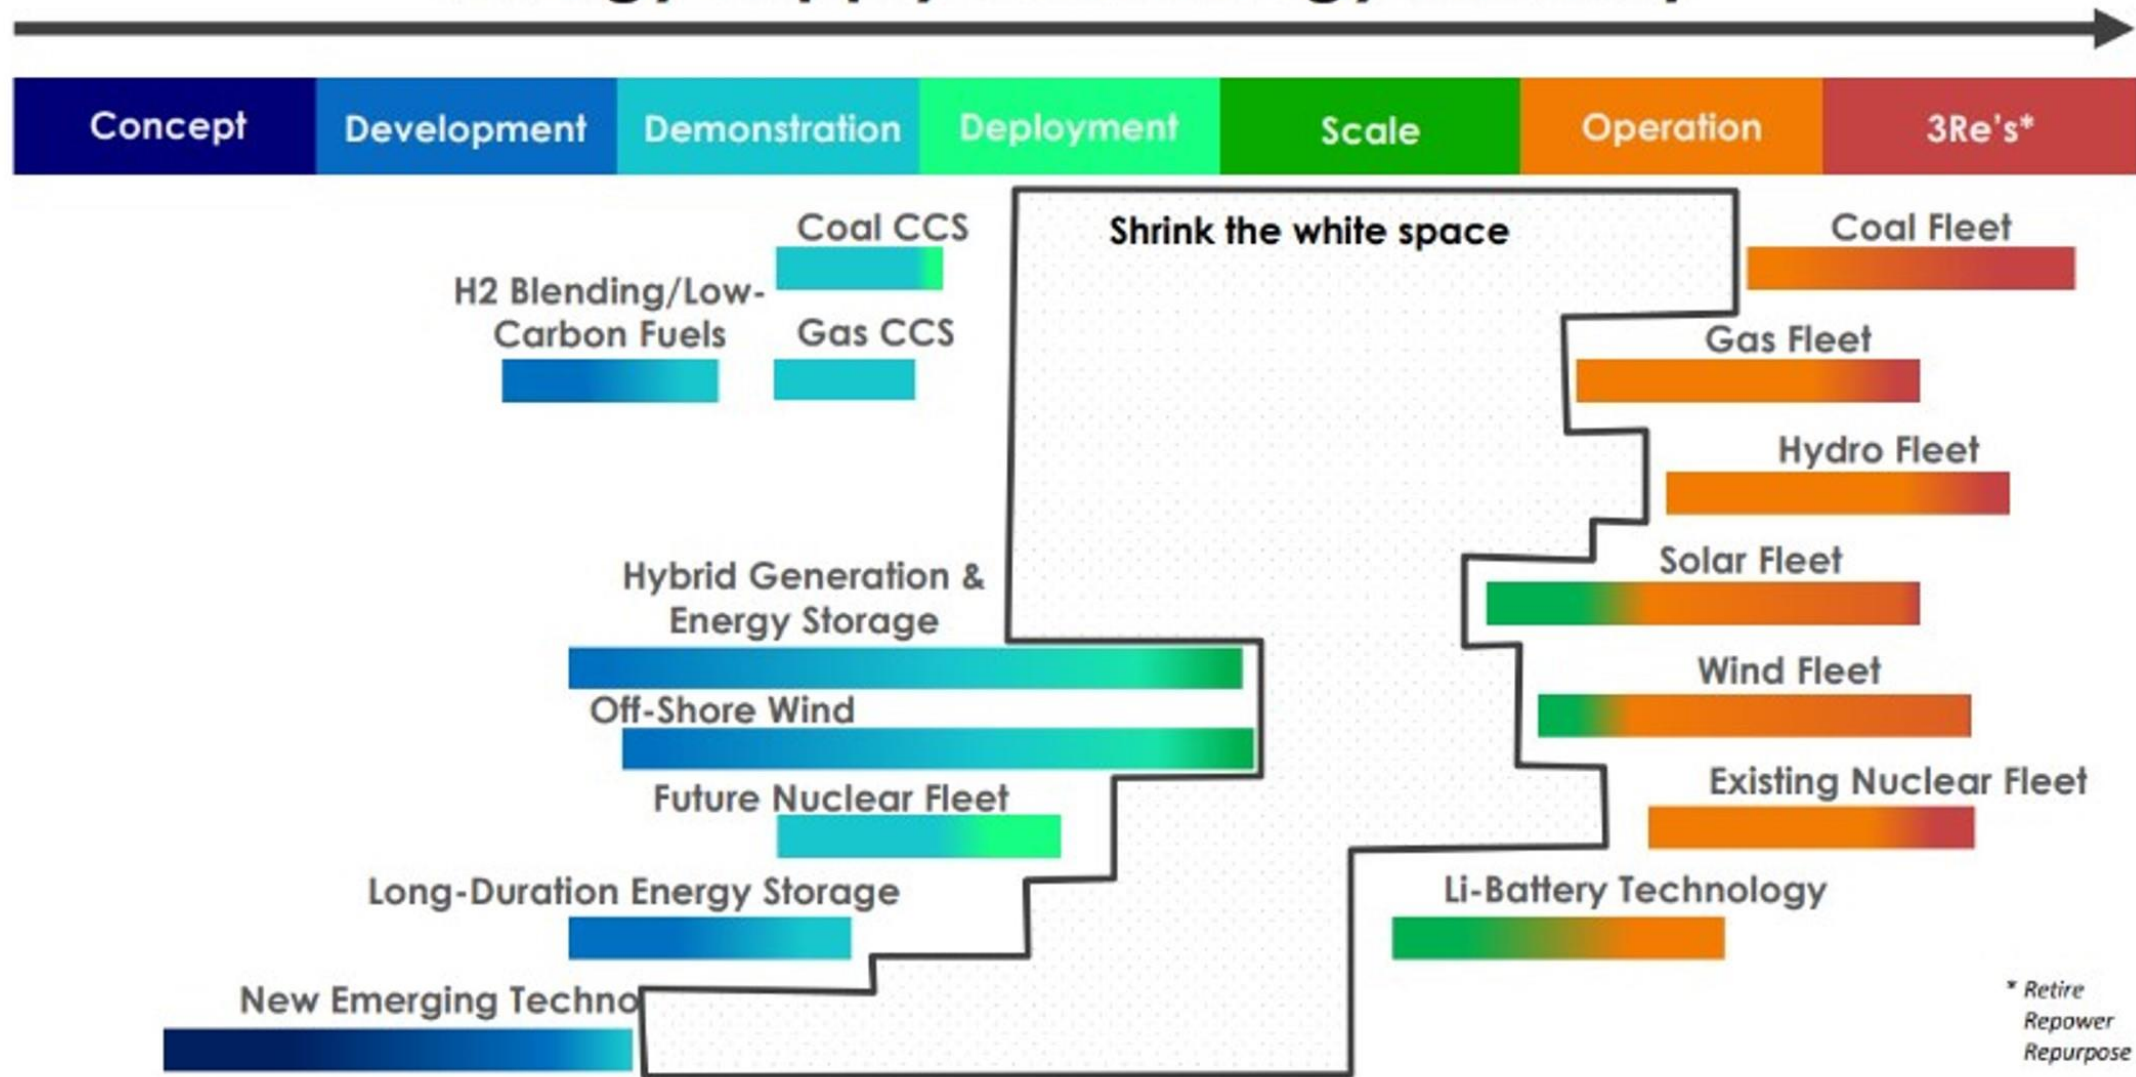 Concept Development Demonstration Deployment Scale Operation 3Re's*
Coal CCS
Shrink the white space
Coal Fleet
H2 Blending/Low-
Carbon Fuels
Gas CCS
Gas Fleet
Hydro Fleet
Hybrid Generation &
Energy Storage
Solar Fleet
Off-Shore Wind
Wind Fleet
Future Nuclear Fleet
Existing Nuclear Fleet
Long-Duration Energy Storage
Li-Battery Technology
New Emerging Techno
* Retire
Repower
Repurpose